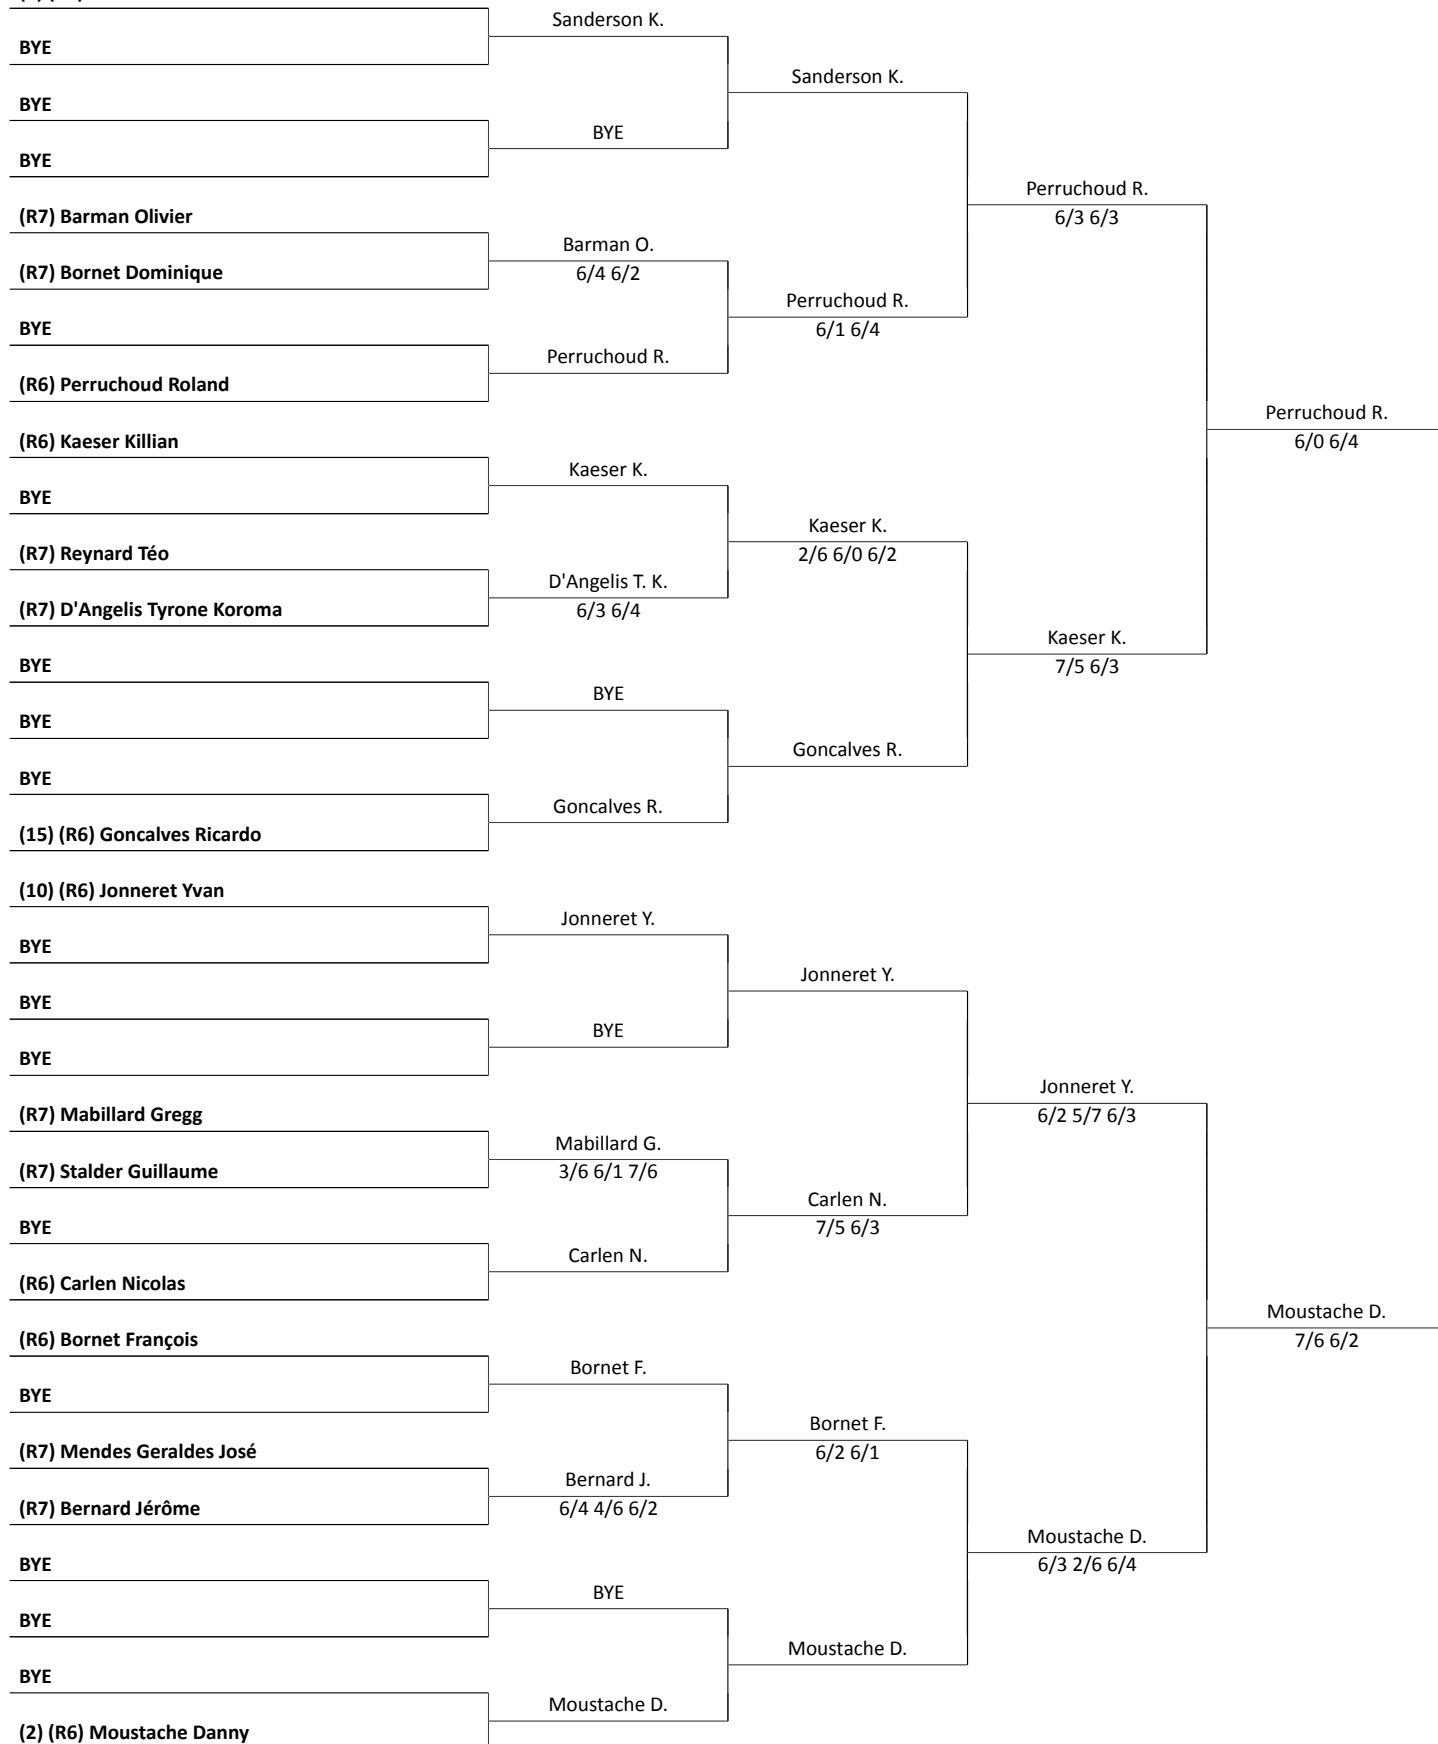 Sanderson K.
BYE
Sanderson K.
BYE
BYE
BYE
(R7) Barman Olivier
Perruchoud R.
6/3 6/3
Barman O.
(R7) Bornet Dominique
6/4 6/2
Perruchoud R.
BYE
6/1 6/4
Perruchoud R.
(R6) Perruchoud Roland
Perruchoud R.
(R6) Kaeser Killian
6/0 6/4
Kaeser K.
BYE
Kaeser K.
(R7) Reynard Téo
2/6 6/0 6/2
D'Angelis T. K.
(R7) D'Angelis Tyrone Koroma
6/3 6/4
Kaeser K.
BYE
7/5 6/3
BYE
BYE
Goncalves R.
BYE
Goncalves R.
(15) (R6) Goncalves Ricardo
(10) (R6) Jonneret Yvan
Jonneret Y.
BYE
Jonneret Y.
BYE
BYE
BYE
Jonneret Y.
(R7) Mabillard Gregg
6/2 5/7 6/3
Mabillard G.
(R7) Stalder Guillaume
3/6 6/1 7/6
Carlen N.
BYE
7/5 6/3
Carlen N.
(R6) Carlen Nicolas
Moustache D.
(R6) Bornet François
7/6 6/2
Bornet F.
BYE
Bornet F.
(R7) Mendes Geraldes José
6/2 6/1
Bernard J.
(R7) Bernard Jérôme
6/4 4/6 6/2
Moustache D.
BYE
6/3 2/6 6/4
BYE
BYE
Moustache D.
BYE
Moustache D.
(2) (R6) Moustache Danny